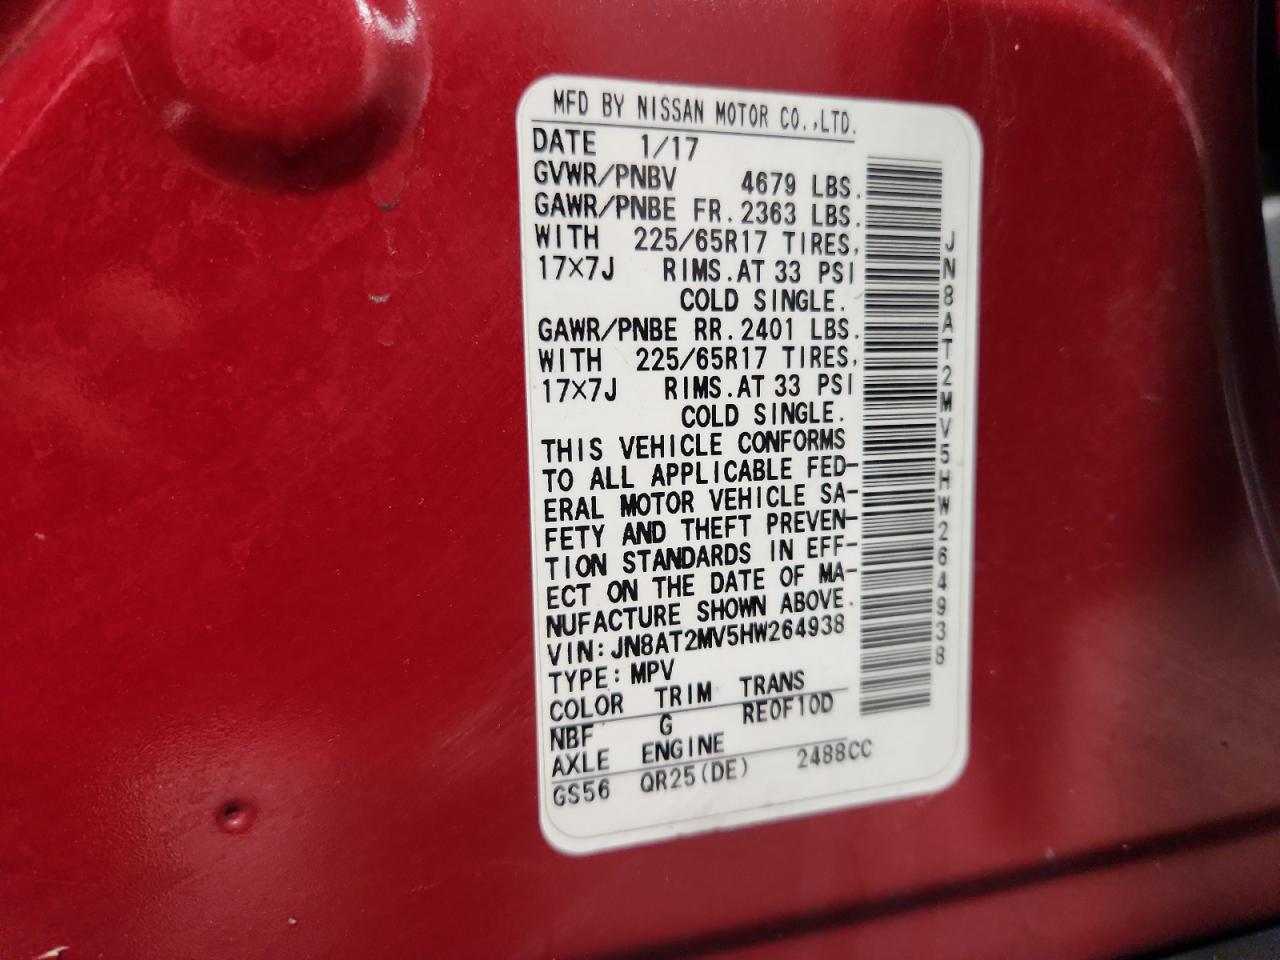 MFD BY NISSAN MOTOR CO.,LTD.
DATE 1/17
GVWR/PNBV 4679 LBS.
GAWR/PNBE FR. 2363 LBS.
WITH 225/65R17 TIRES,
17×7J RIMS.AT 33 PSI
COLD SINGLE.
GAWR/PNBE RR. 2401 LBS.
WITH 225/65R17 TIRES,
17×7J RIMS.AT 33 PSI
COLD SINGLE.
THIS VEHICLE CONFORMS
TO ALL APPLICABLE FED-
ERAL MOTOR VEHICLE SA-
FETY AND THEFT PREVEN-
TION STANDARDS IN EFF-
ECT ON THE DATE OF MA-
NUFACTURE SHOWN ABOVE.
VIN:JN8AT2MV5HW264938
TYPE:MPV
COLOR TRIM TRANS
NBF G RE0F10D
AXLE ENGINE
GS56 QR25(DE) 2488CC
JN8AT2MV5HW264938